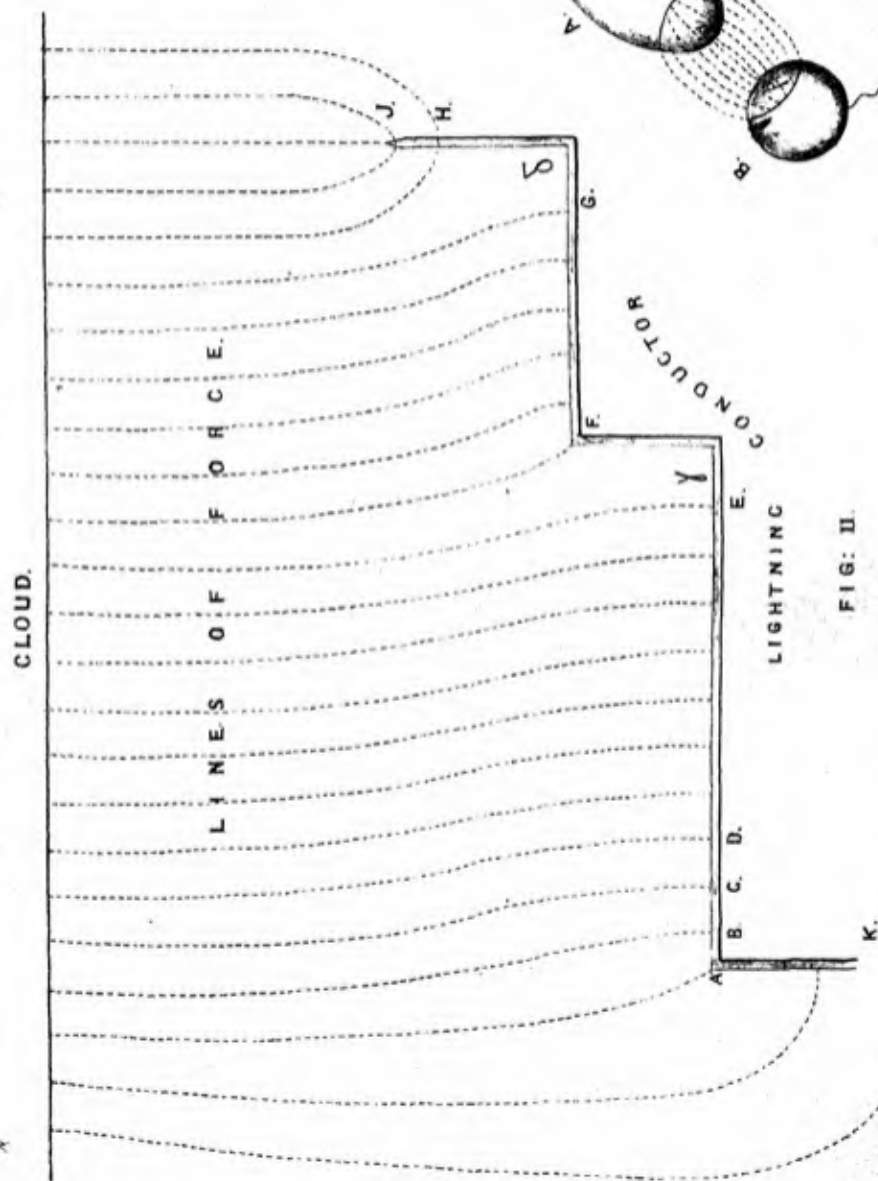 CLOUD.
LINES OF FORCE.
J.
H.
δ
G.
F.
γ
E.
D.
C.
B.
A
K.
LIGHTNING CONDUCTOR
FIG: II.
A.
B.